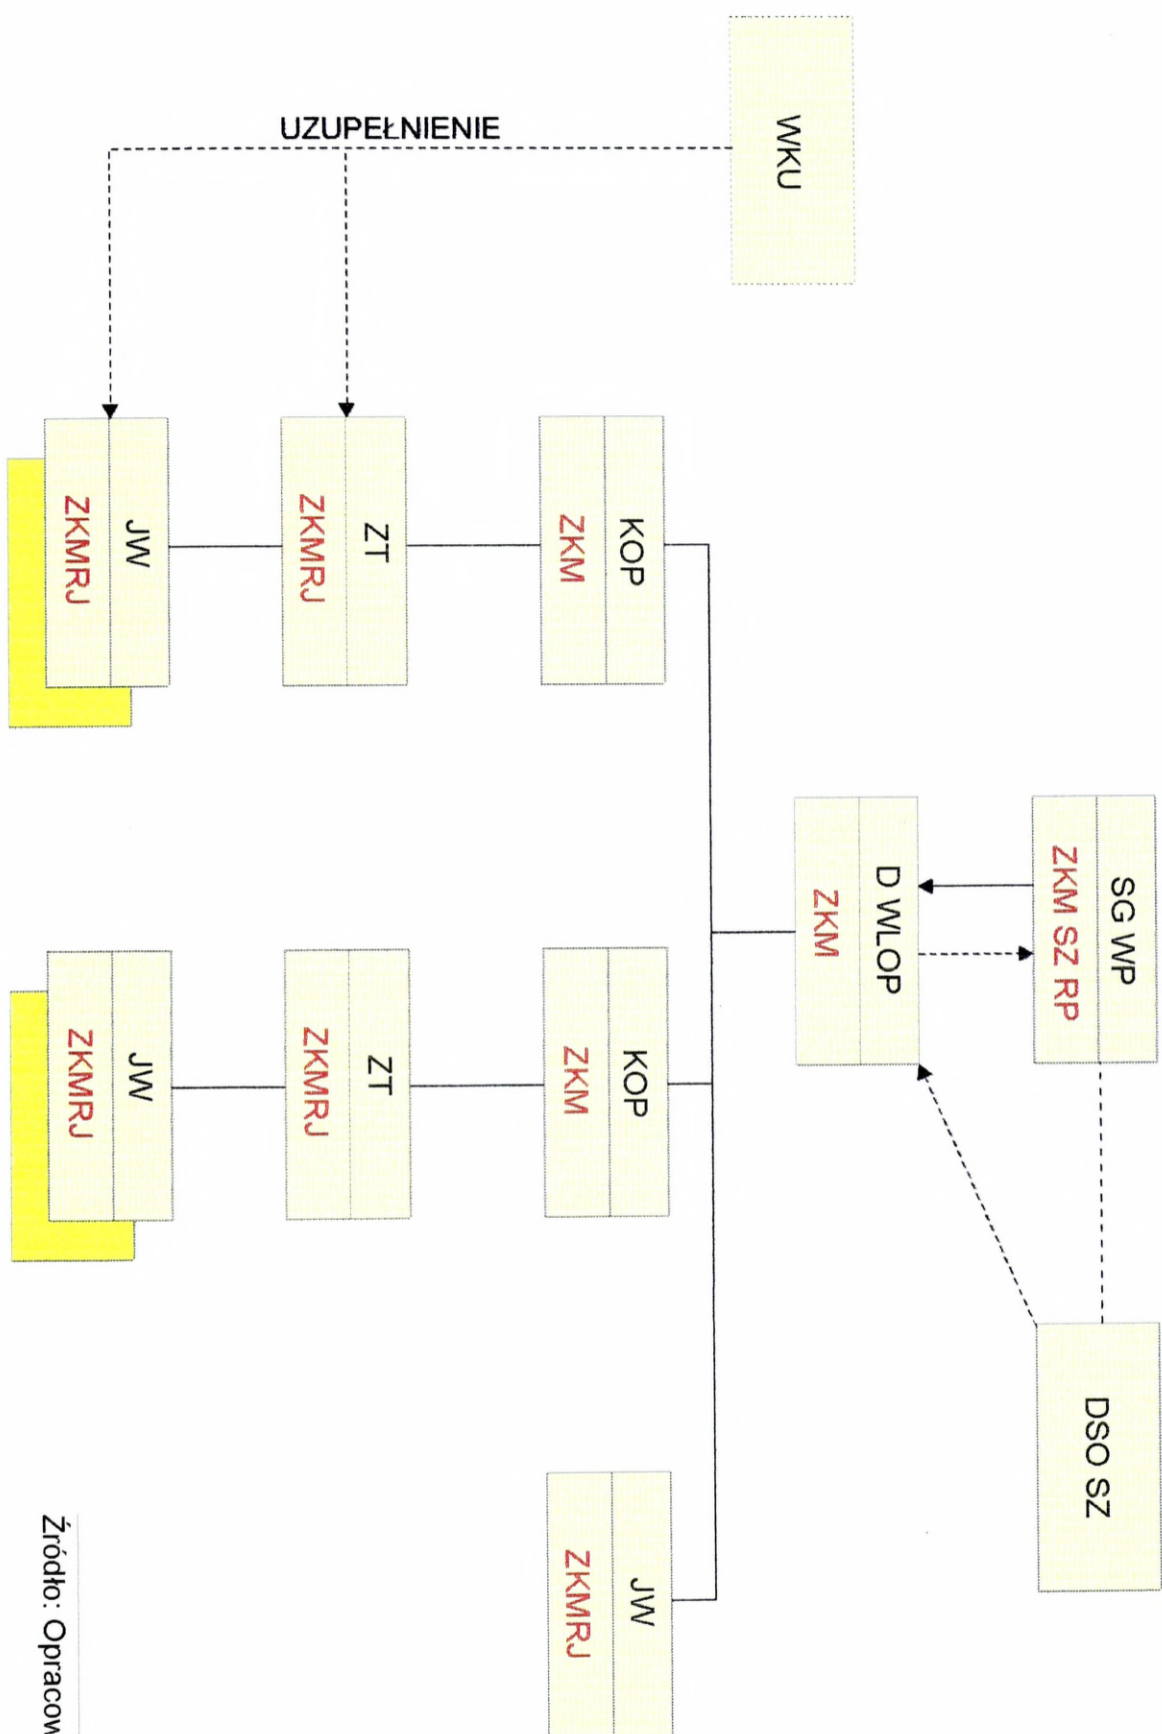 SG WP
ZKM SZ RP
DSO SZ
D WLOP
ZKM
WKU
UZUPEŁNIENIE
KOP
ZKM
KOP
ZKM
JW
ZKMRJ
ZT
ZKMRJ
ZT
ZKMRJ
JW
ZKMRJ
JW
ZKMRJ
Źródło: Opracow